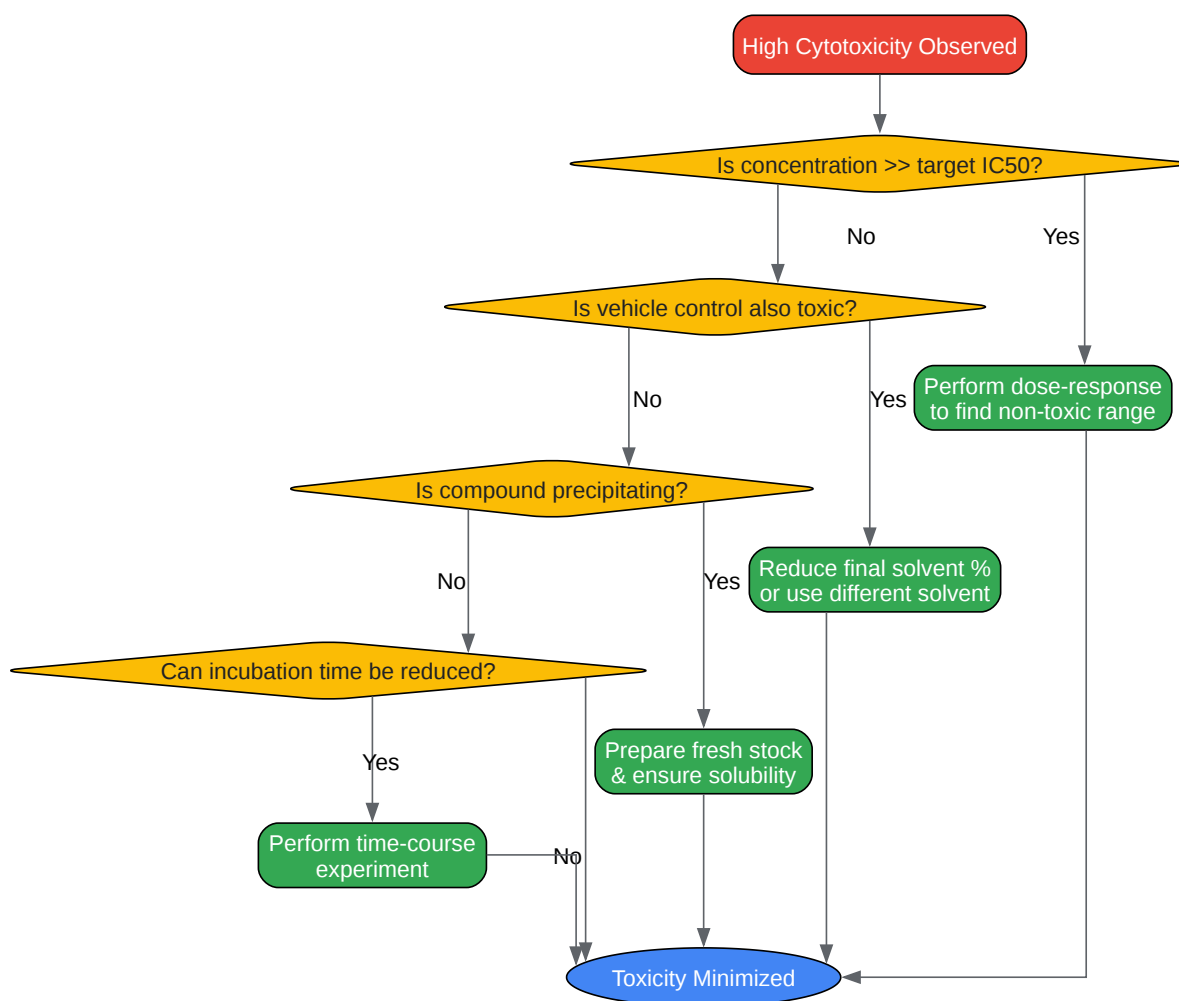 High Cytotoxicity Observed
Is concentration >> target IC50?
No
Yes
Is vehicle control also toxic?
Perform dose-response
to find non-toxic range
No
Yes
Is compound precipitating?
Reduce final solvent %
or use different solvent
No
Yes
Can incubation time be reduced?
Prepare fresh stock
& ensure solubility
Yes
Perform time-course
experiment
No
Toxicity Minimized